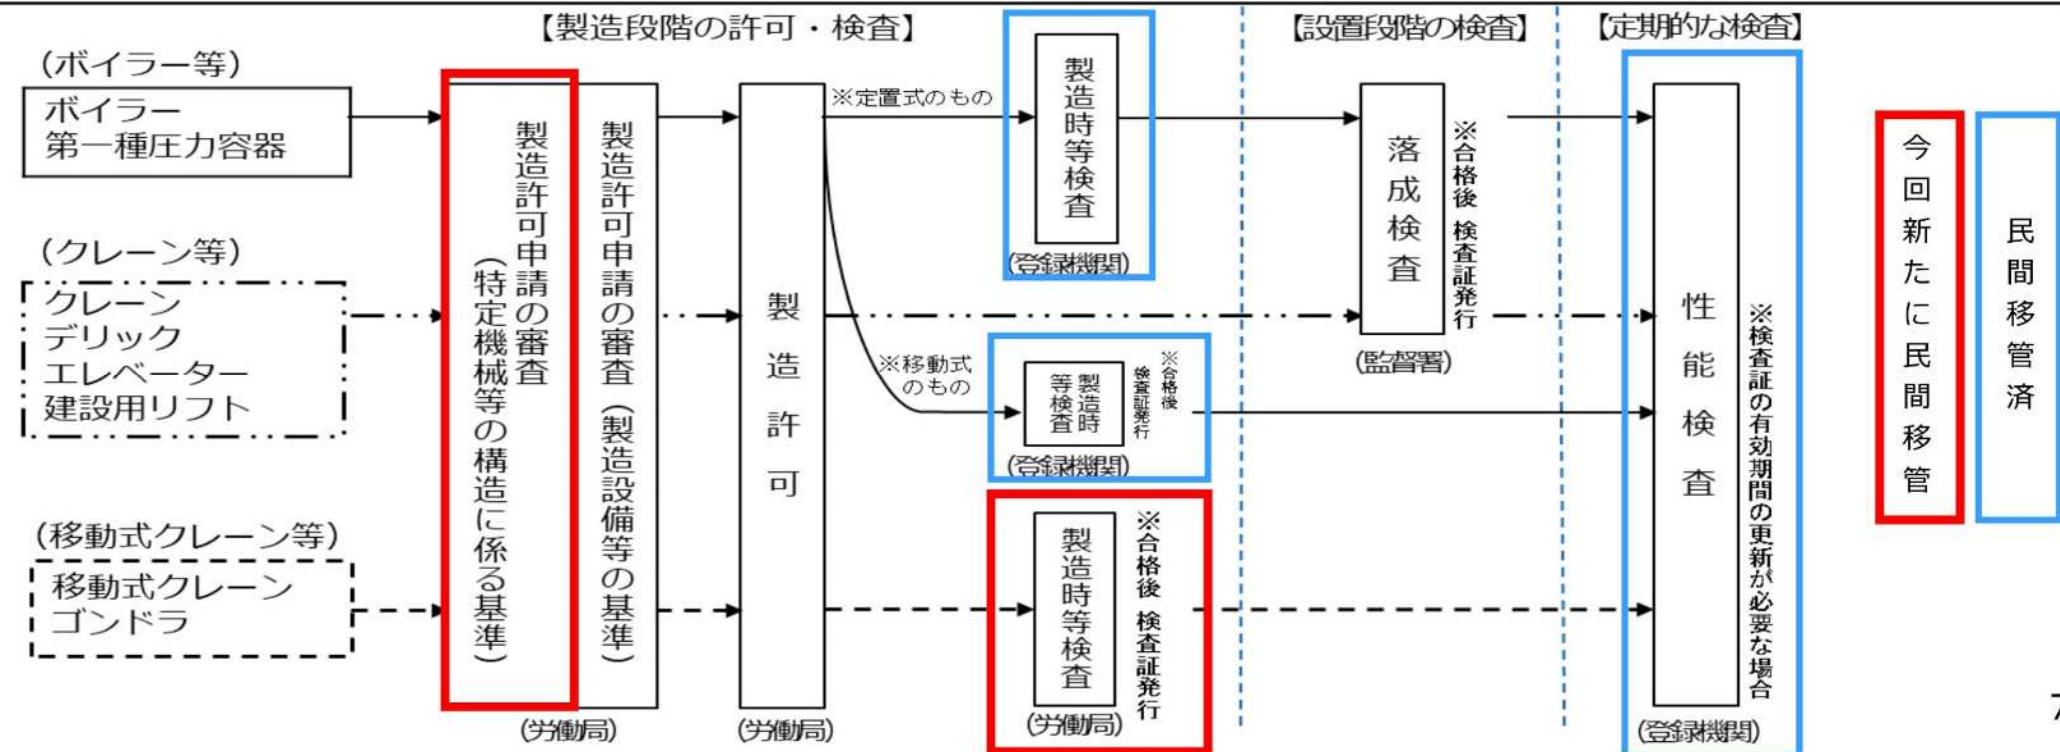 【製造段階の許可・検査】
【設置段階の検査】
【定期的な検査】
（ボイラー等）
ボイラー
第一種圧力容器
（クレーン等）
クレーン
デリック
エレベーター
建設用リフト
（移動式クレーン等）
移動式クレーン
ゴンドラ
製造許可申請の審査
（特定機械等の構造に係る基準）
製造許可申請の審査（製造設備等の基準）
(労働局)
製造許可
(労働局)
※定置式のもの
製造時等検査
(登録機関)
※移動式
のもの
製造時
等検査
※合格後
検査証発行
(登録機関)
製造時等検査
※合格後 検査証発行
(労働局)
落成検査
※合格後 検査証発行
(監督署)
性能検査
※検査証の有効期間の更新が必要な場合
(登録機関)
今回新たに民間移管
民間移管済